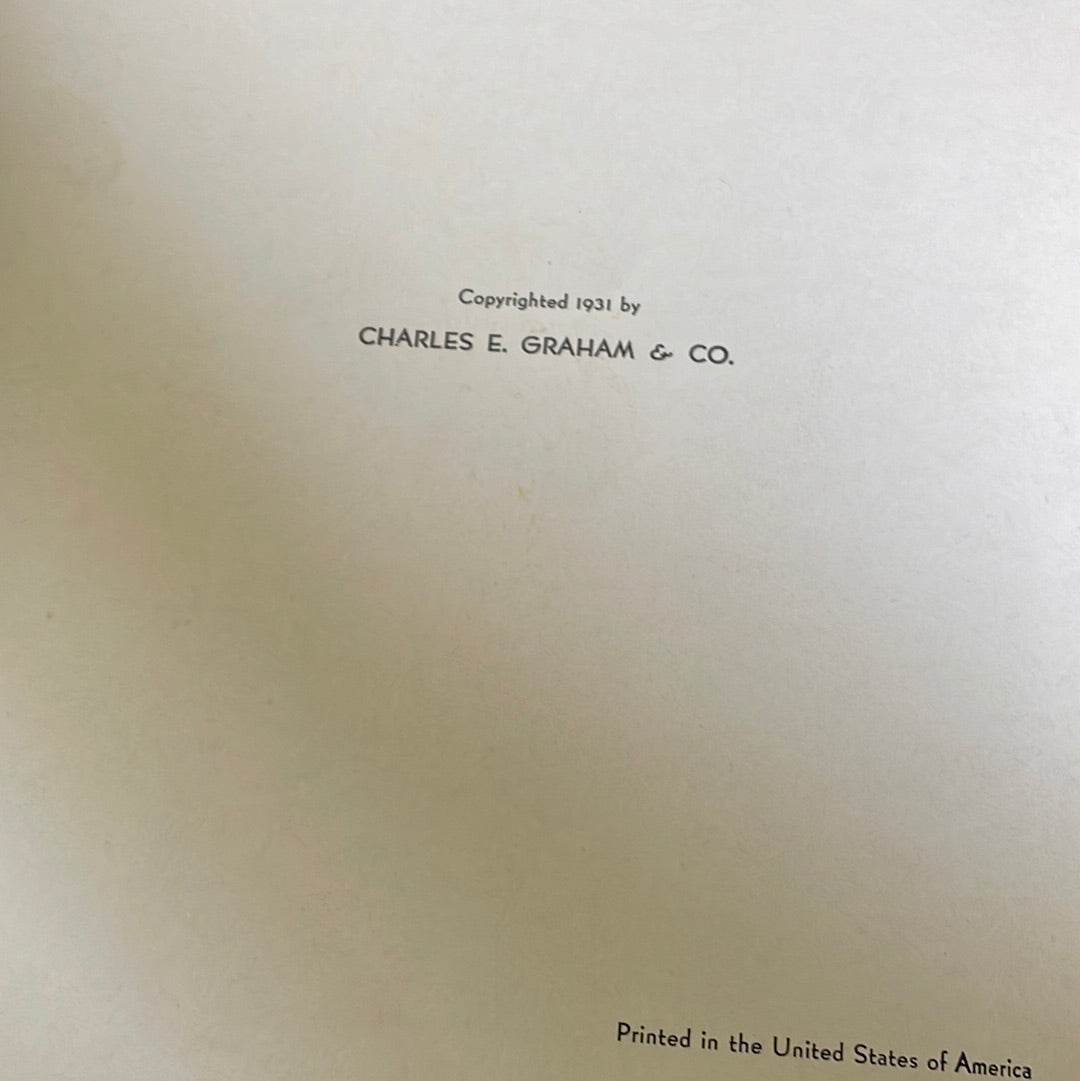 Copyrighted 1931 by
CHARLES E. GRAHAM & CO.
Printed in the United States of America